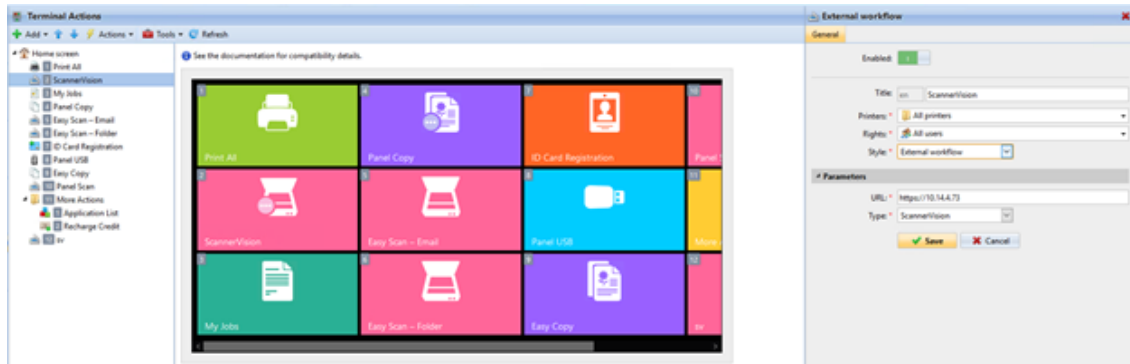 Terminal Actions
Add
Actions
Tools
Refresh
Home screen
Print All
ScannerVision
My Jobs
Panel Copy
Easy Scan – Email
Easy Scan – Folder
ID Card Registration
Panel USB
Easy Copy
Panel Scan
More Actions
Application List
Recharge Credit
sv
See the documentation for compatibility details.
1
4
7
10
Print All
Panel Copy
ID Card Registration
Panel S
2
5
8
11
ScannerVision
Easy Scan – Email
Panel USB
More
3
6
9
12
My Jobs
Easy Scan – Folder
Easy Copy
sv
External workflow
General
Enabled:
Title: en ScannerVision
Printers: * All printers
Rights: * All users
Style: * External workflow
Parameters
URL: * https://10.14.4.73
Type: * ScannerVision
Save
Cancel